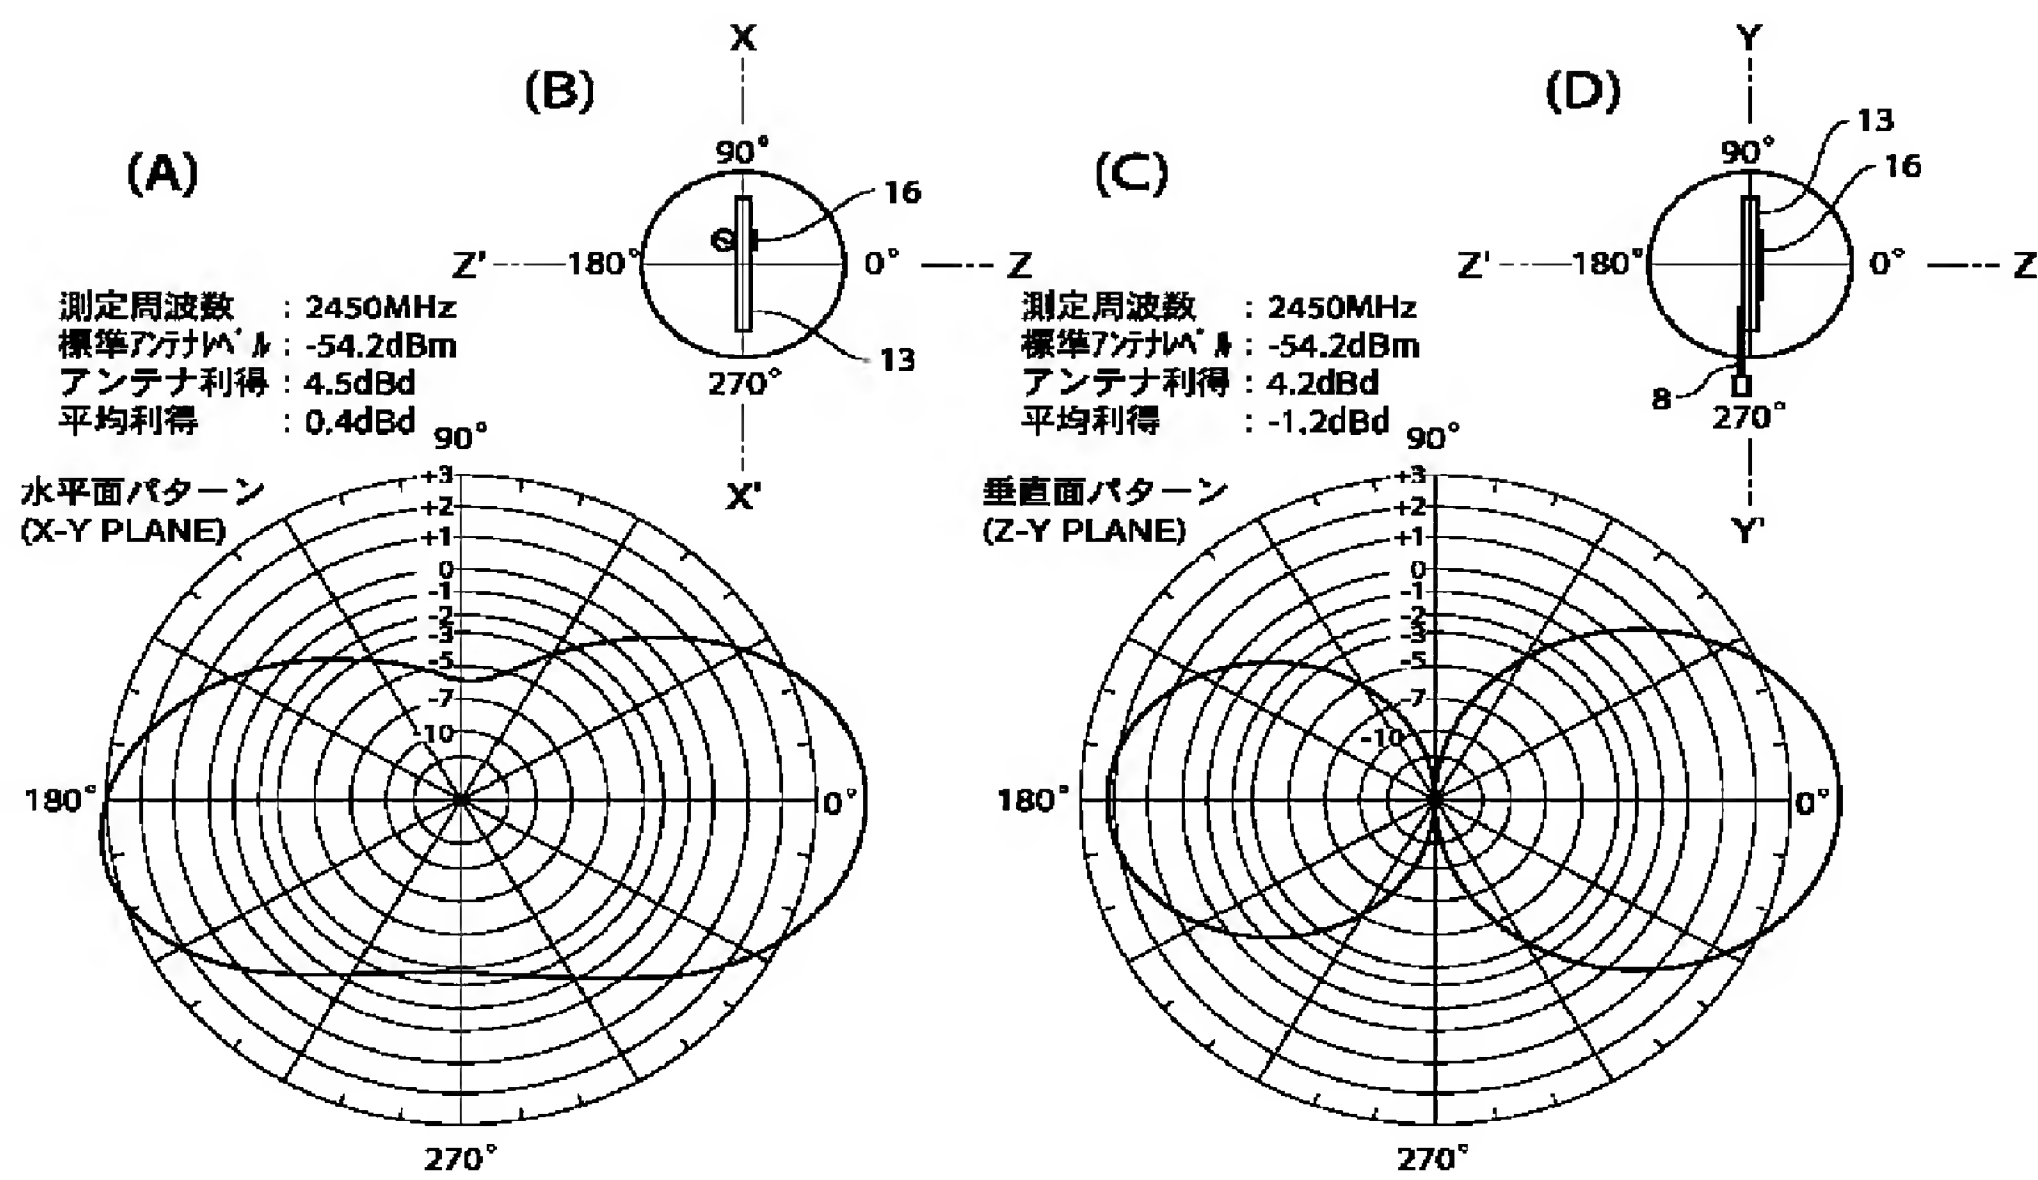 (A)
測定周波数 : 2450MHz
標準アンテナレベル : -54.2dBm
アンテナ利得 : 4.5dBd
平均利得 : 0.4dBd
水平面パターン
(X-Y PLANE)
90°
+3
+2
+1
0
-1
-2
-3
-5
-7
-10
180°
0°
270°
(B)
X
90°
16
Z'
180°
0°
Z
13
270°
X'
(C)
測定周波数 : 2450MHz
標準アンテナレベル : -54.2dBm
アンテナ利得 : 4.2dBd
平均利得 : -1.2dBd
垂直面パターン
(Z-Y PLANE)
90°
+3
+2
+1
0
-1
-2
-3
-5
-7
-10
180°
0°
270°
(D)
Y
90°
13
16
Z'
180°
0°
Z
8
270°
Y'